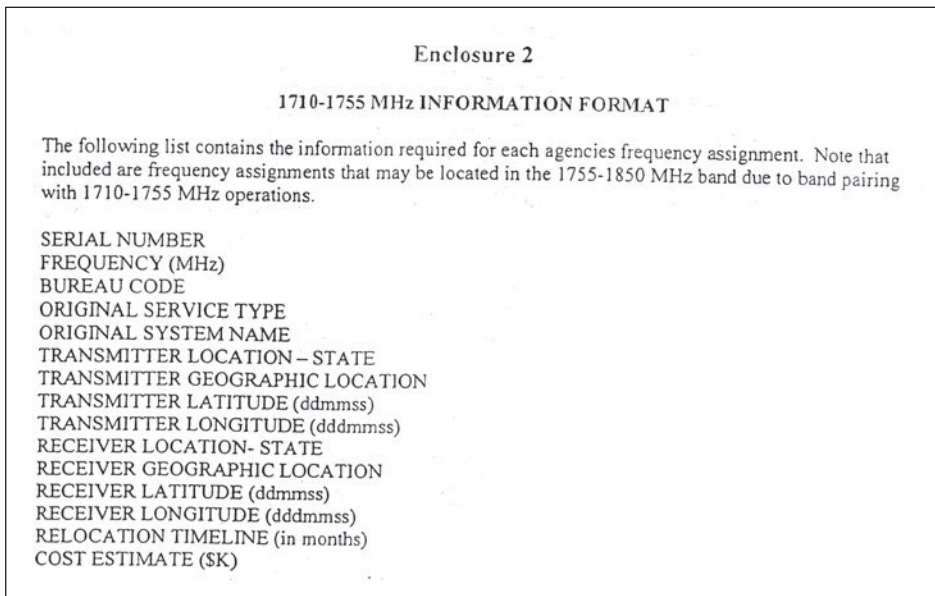 Enclosure 2
1710-1755 MHz INFORMATION FORMAT
The following list contains the information required for each agencies frequency assignment. Note that
included are frequency assignments that may be located in the 1755-1850 MHz band due to band pairing
with 1710-1755 MHz operations.
SERIAL NUMBER
FREQUENCY (MHz)
BUREAU CODE
ORIGINAL SERVICE TYPE
ORIGINAL SYSTEM NAME
TRANSMITTER LOCATION – STATE
TRANSMITTER GEOGRAPHIC LOCATION
TRANSMITTER LATITUDE (ddmmss)
TRANSMITTER LONGITUDE (dddmmss)
RECEIVER LOCATION- STATE
RECEIVER GEOGRAPHIC LOCATION
RECEIVER LATITUDE (ddmmss)
RECEIVER LONGITUDE (dddmmss)
RELOCATION TIMELINE (in months)
COST ESTIMATE ($K)